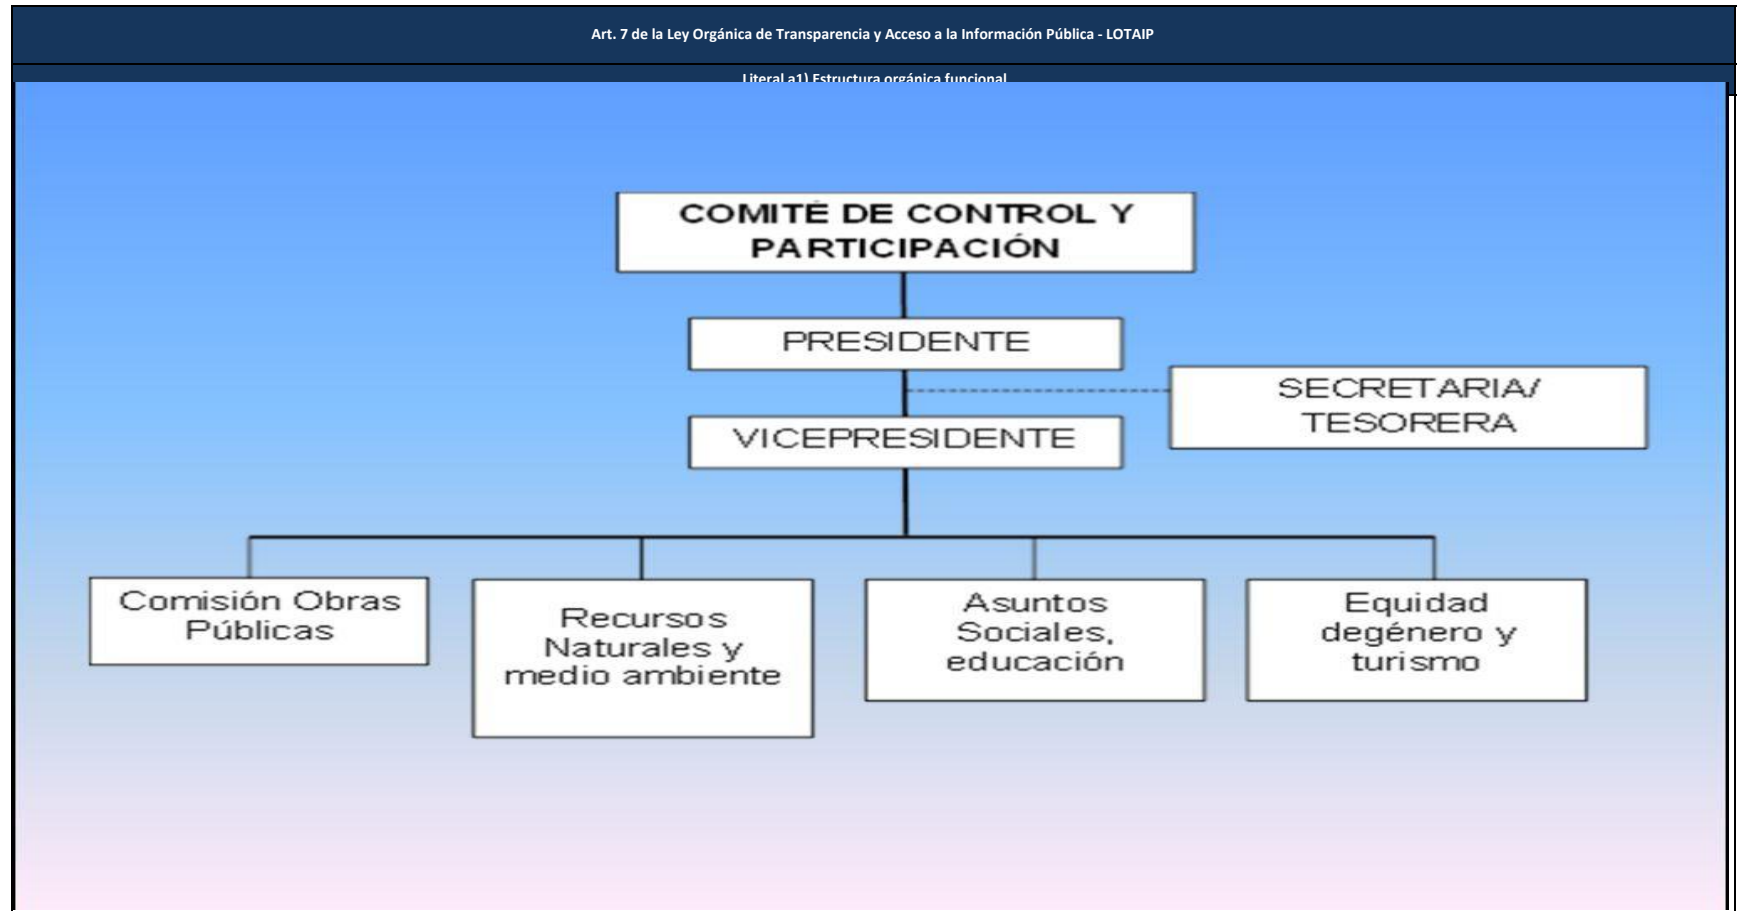 Art. 7 de la Ley Orgánica de Transparencia y Acceso a la Información Pública - LOTAIP
Literal a1) Estructura orgánica funcional
COMITÉ DE CONTROL Y
PARTICIPACIÓN
PRESIDENTE
SECRETARIA/
TESORERA
VICEPRESIDENTE
Comisión Obras
Públicas
Recursos
Naturales y
medio ambiente
Asuntos
Sociales,
educación
Equidad
degénero y
turismo